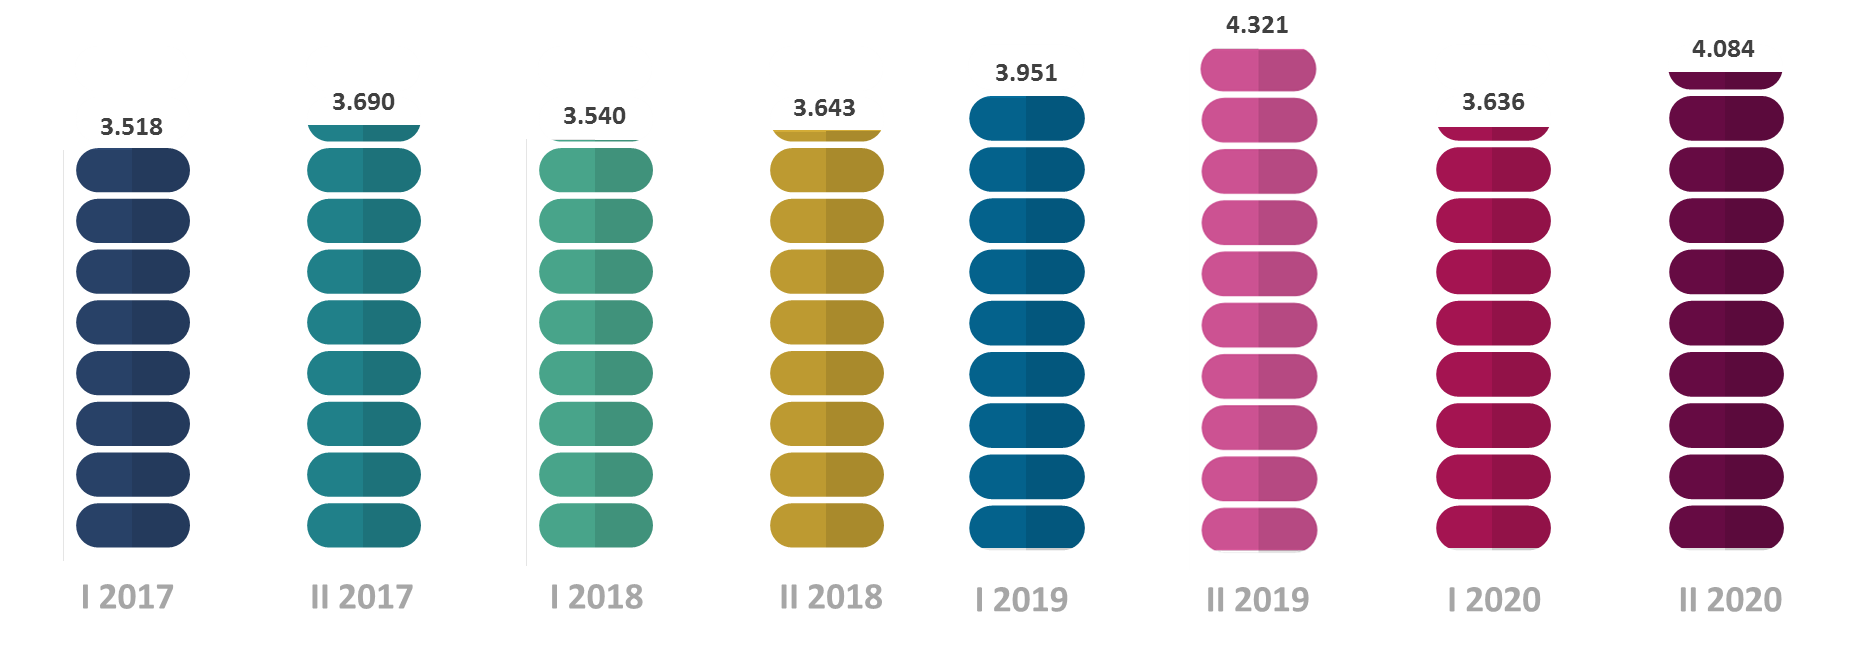 4.321
4.084
3.951
3.690
3.636
3.643
3.540
3.518
I 2017
II 2017
I 2018
II 2018
I 2019
II 2019
I 2020
II 2020